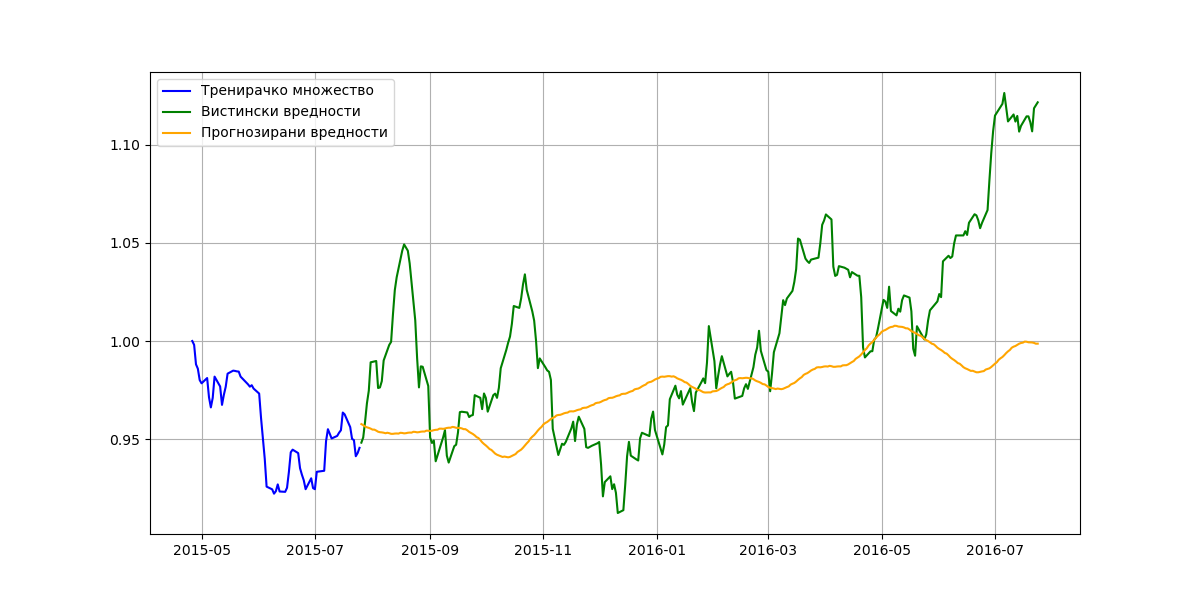 Тренирачко множество
Вистински вредности
Прогнозирани вредности
1.10
1.05
1.00
0.95
2015-05 2015-07 2015-09 2015-11 2016-01 2016-03 2016-05 2016-07